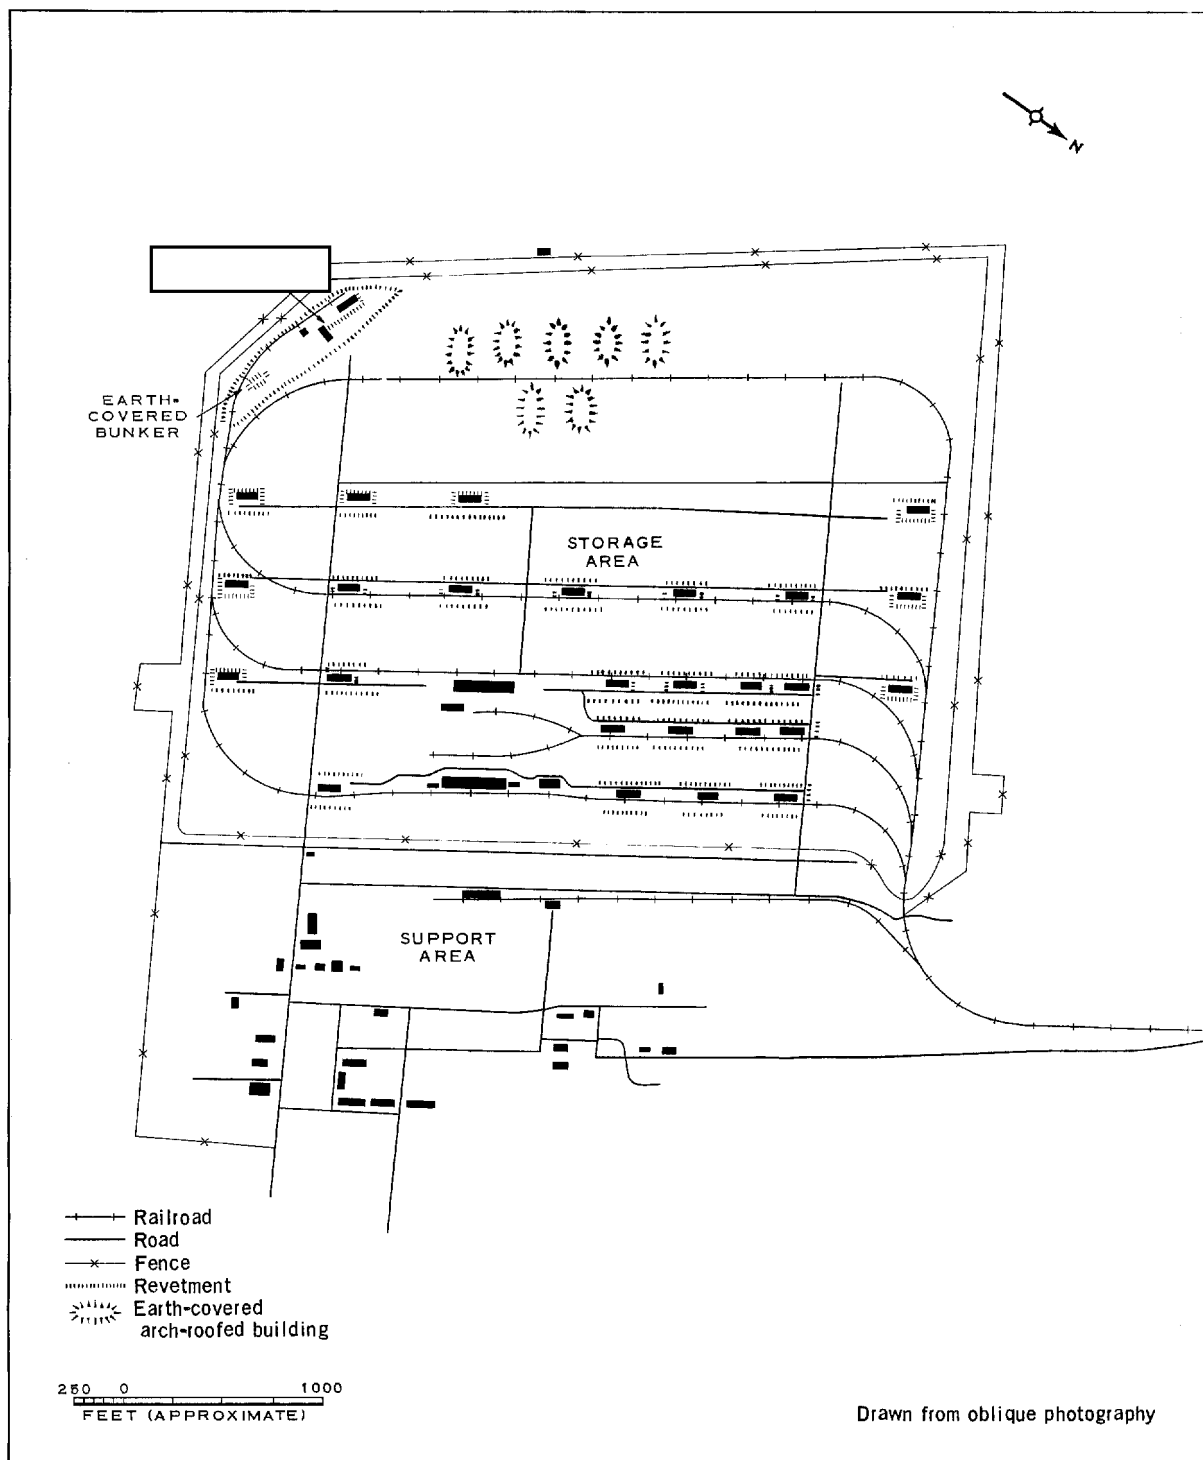 N
EARTH-
COVERED
BUNKER
STORAGE
AREA
SUPPORT
AREA
Railroad
Road
Fence
Revetment
Earth-covered
arch-roofed building
250 0 1000
FEET (APPROXIMATE)
Drawn from oblique photography